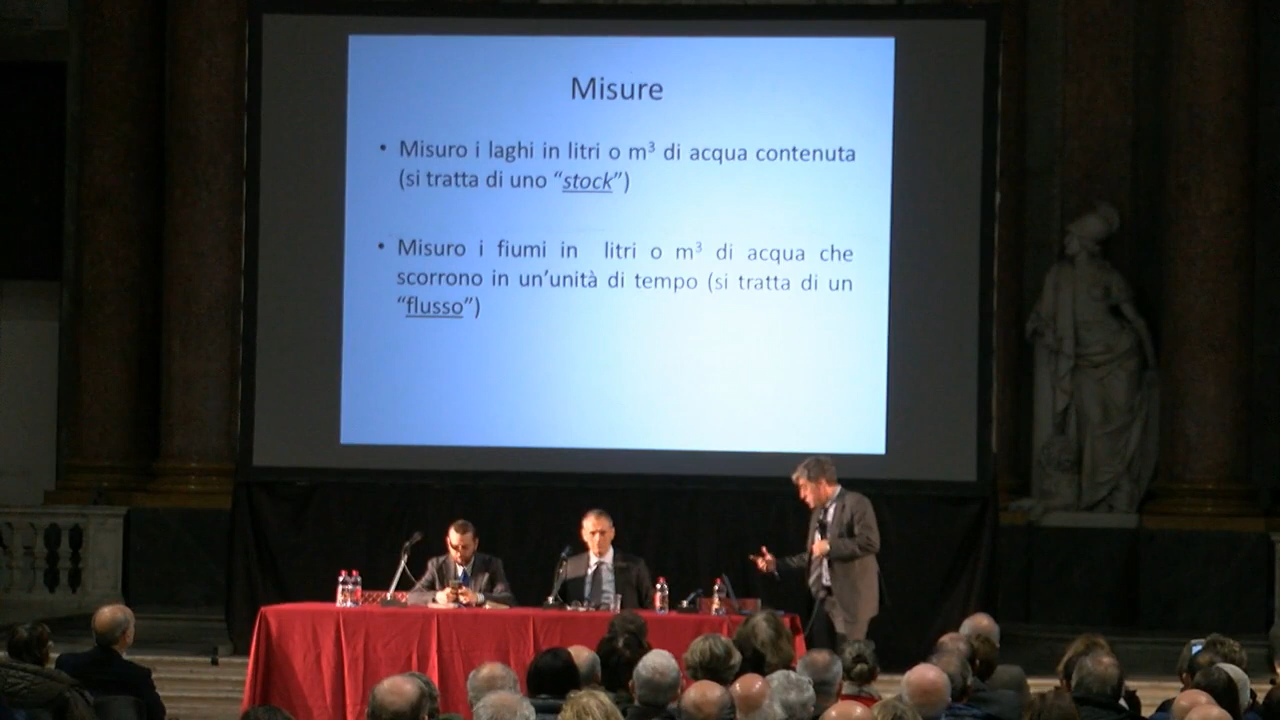 Misure
• Misuro i laghi in litri o m³ di acqua contenuta
(si tratta di uno “stock”)
• Misuro i fiumi in litri o m³ di acqua che
scorrono in un’unità di tempo (si tratta di un
“flusso”)